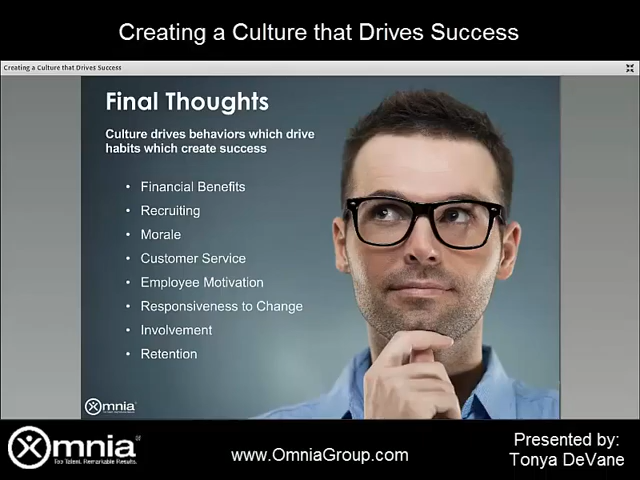 Creating a Culture that Drives Success
Creating a Culture that Drives Success
Final Thoughts
Culture drives behaviors which drive
habits which create success
• Financial Benefits
• Recruiting
• Morale
• Customer Service
• Employee Motivation
• Responsiveness to Change
• Involvement
• Retention
Omnia
Omnia
Top Talent. Remarkable Results.
www.OmniaGroup.com
Presented by:
Tonya DeVane